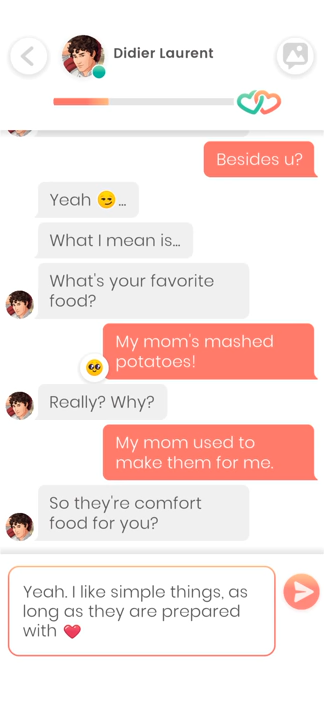 Didier Laurent
Besides u?
Yeah 😏...
What I mean is...
What's your favorite
food?
My mom's mashed
potatoes!
Really? Why?
My mom used to
make them for me.
So they're comfort
food for you?
Yeah. I like simple things, as
long as they are prepared
with ❤️